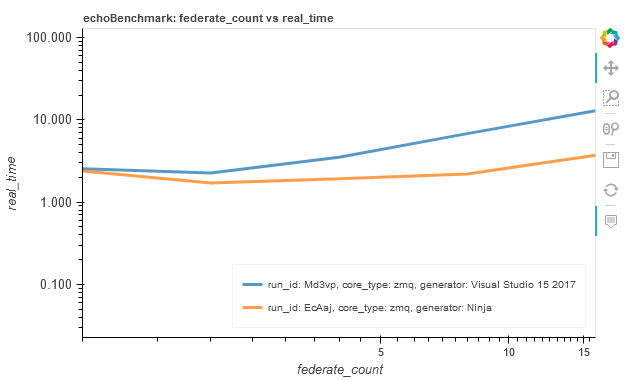 echoBenchmark: federate_count vs real_time
100.000
10.000
1.000
0.100
real_time
run_id: Md3vp, core_type: zmq, generator: Visual Studio 15 2017
run_id: EcAaj, core_type: zmq, generator: Ninja
5
10
15
federate_count